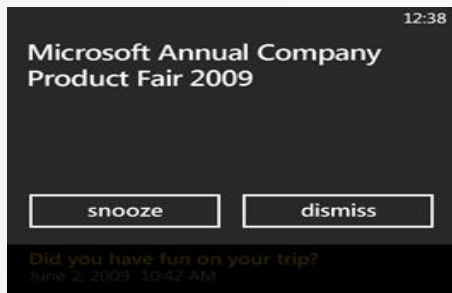 12:38
Microsoft Annual Company
Product Fair 2009
snooze
dismiss
Did you have fun on your trip?
June 2, 2009 10:42 AM